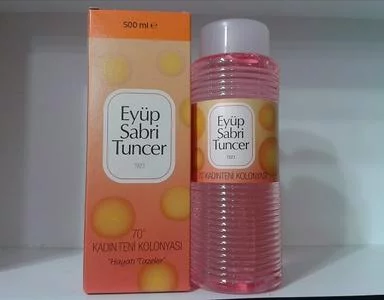 500 ml e
Eyüp
Sabri
Tuncer
1923
70°
KADIN TENİ KOLONYASI
"Hayatı Tazeler"
Eyüp
Sabri
Tuncer
1923
70° KADIN TENİ KOLONYASI